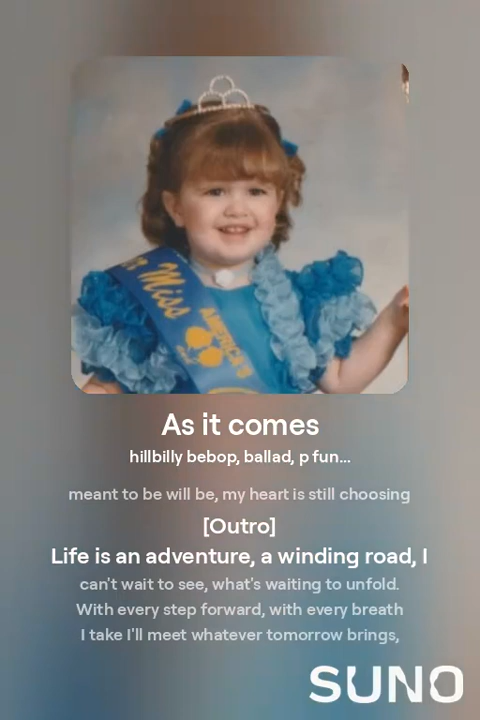 Miss
AMERICA'S
As it comes
hillbilly bebop, ballad, p fun...
meant to be will be, my heart is still choosing
[Outro]
Life is an adventure, a winding road, I
can't wait to see, what's waiting to unfold.
With every step forward, with every breath
I take I'll meet whatever tomorrow brings,
SUNO